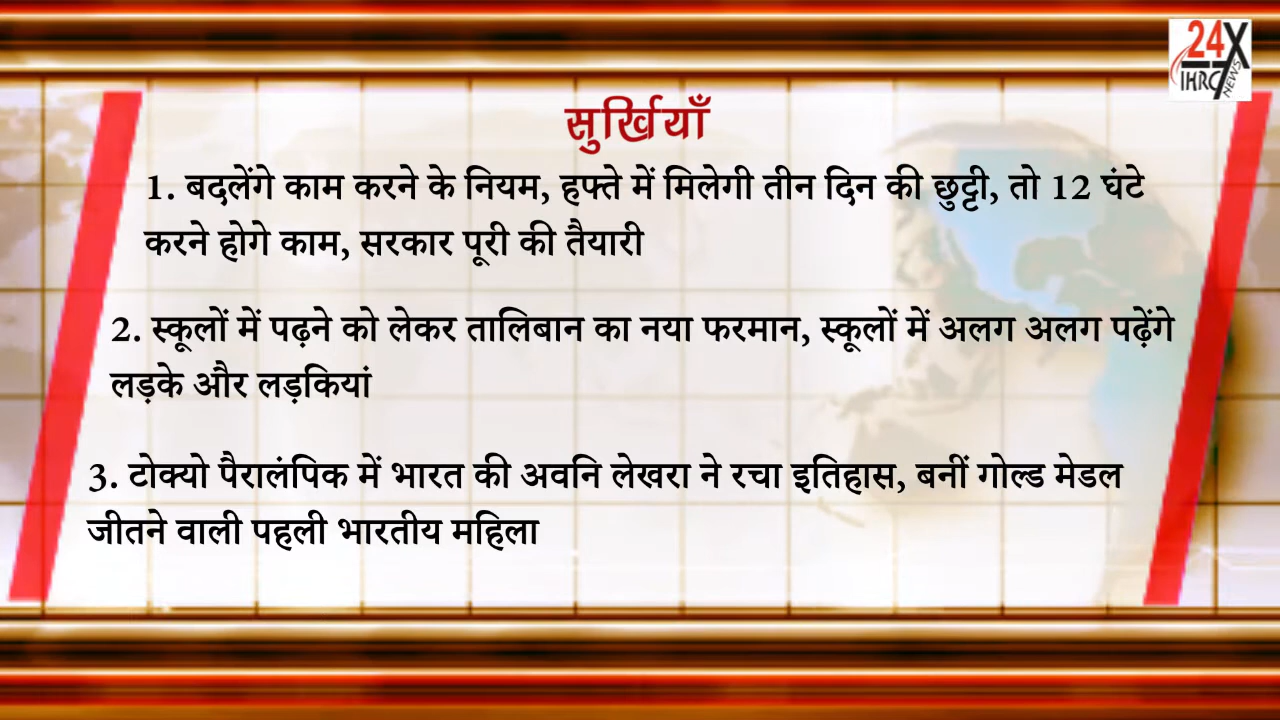 24X7
IHRC NEWS
सुर्खियाँ
1. बदलेंगे काम करने के नियम, हफ्ते में मिलेगी तीन दिन की छुट्टी, तो 12 घंटे
करने होगे काम, सरकार पूरी की तैयारी
2. स्कूलों में पढ़ने को लेकर तालिबान का नया फरमान, स्कूलों में अलग अलग पढ़ेंगे
लड़के और लड़कियां
3. टोक्यो पैरालंपिक में भारत की अवनि लेखरा ने रचा इतिहास, बनीं गोल्ड मेडल
जीतने वाली पहली भारतीय महिला